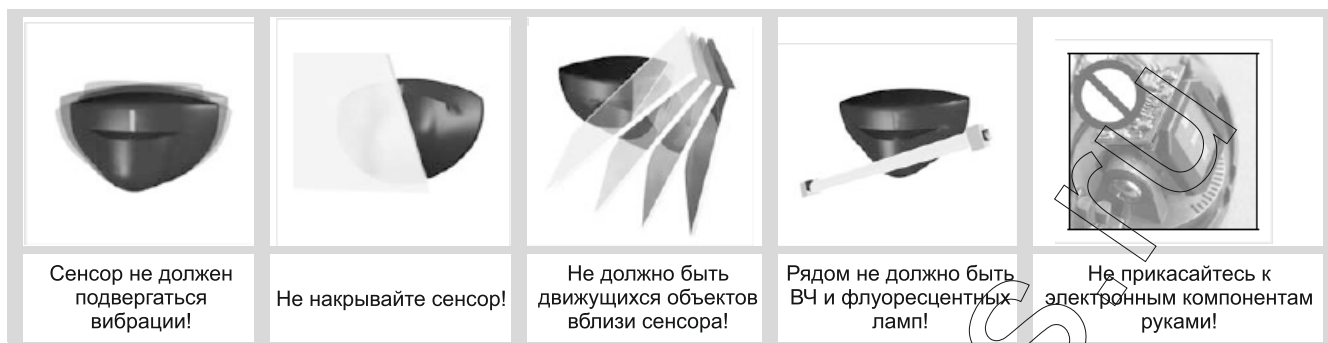 Сенсор не должен
подвергаться
вибрации!
Не накрывайте сенсор!
Не должно быть
движущихся объектов
вблизи сенсора!
Рядом не должно быть
ВЧ и флуоресцентных
ламп!
Не прикасайтесь к
электронным компонентам
руками!
s.ru